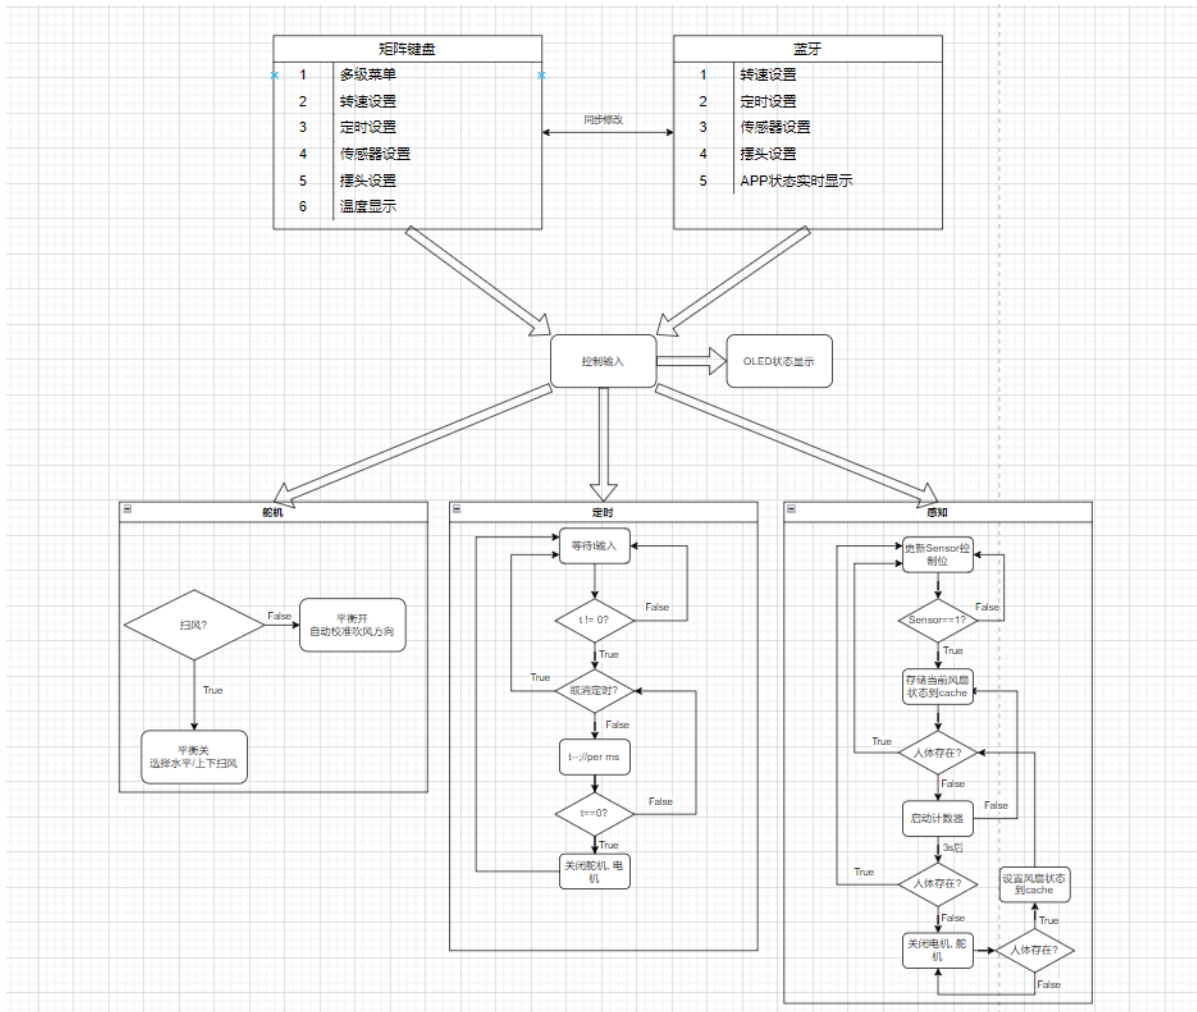 矩阵键盘
1 多级菜单
2 转速设置
3 定时设置
4 传感器设置
5 摆头设置
6 温度显示
同步修改
蓝牙
1 转速设置
2 定时设置
3 传感器设置
4 摆头设置
5 APP状态实时显示
控制输入
OLED状态显示
舵机
扫风?
False
平衡开
自动校准吹风方向
True
平衡关
选择水平/上下扫风
定时
等待t输入
t != 0?
False
True
取消定时?
True
False
t--;//per ms
t==0?
False
True
关闭舵机, 电
机
感知
更新Sensor控
制位
Sensor==1?
False
True
存储当前风扇
状态到cache
人体存在?
True
False
启动计数器
False
3s后
人体存在?
True
False
关闭电机, 舵
机
设置风扇状态
到cache
True
人体存在?
False